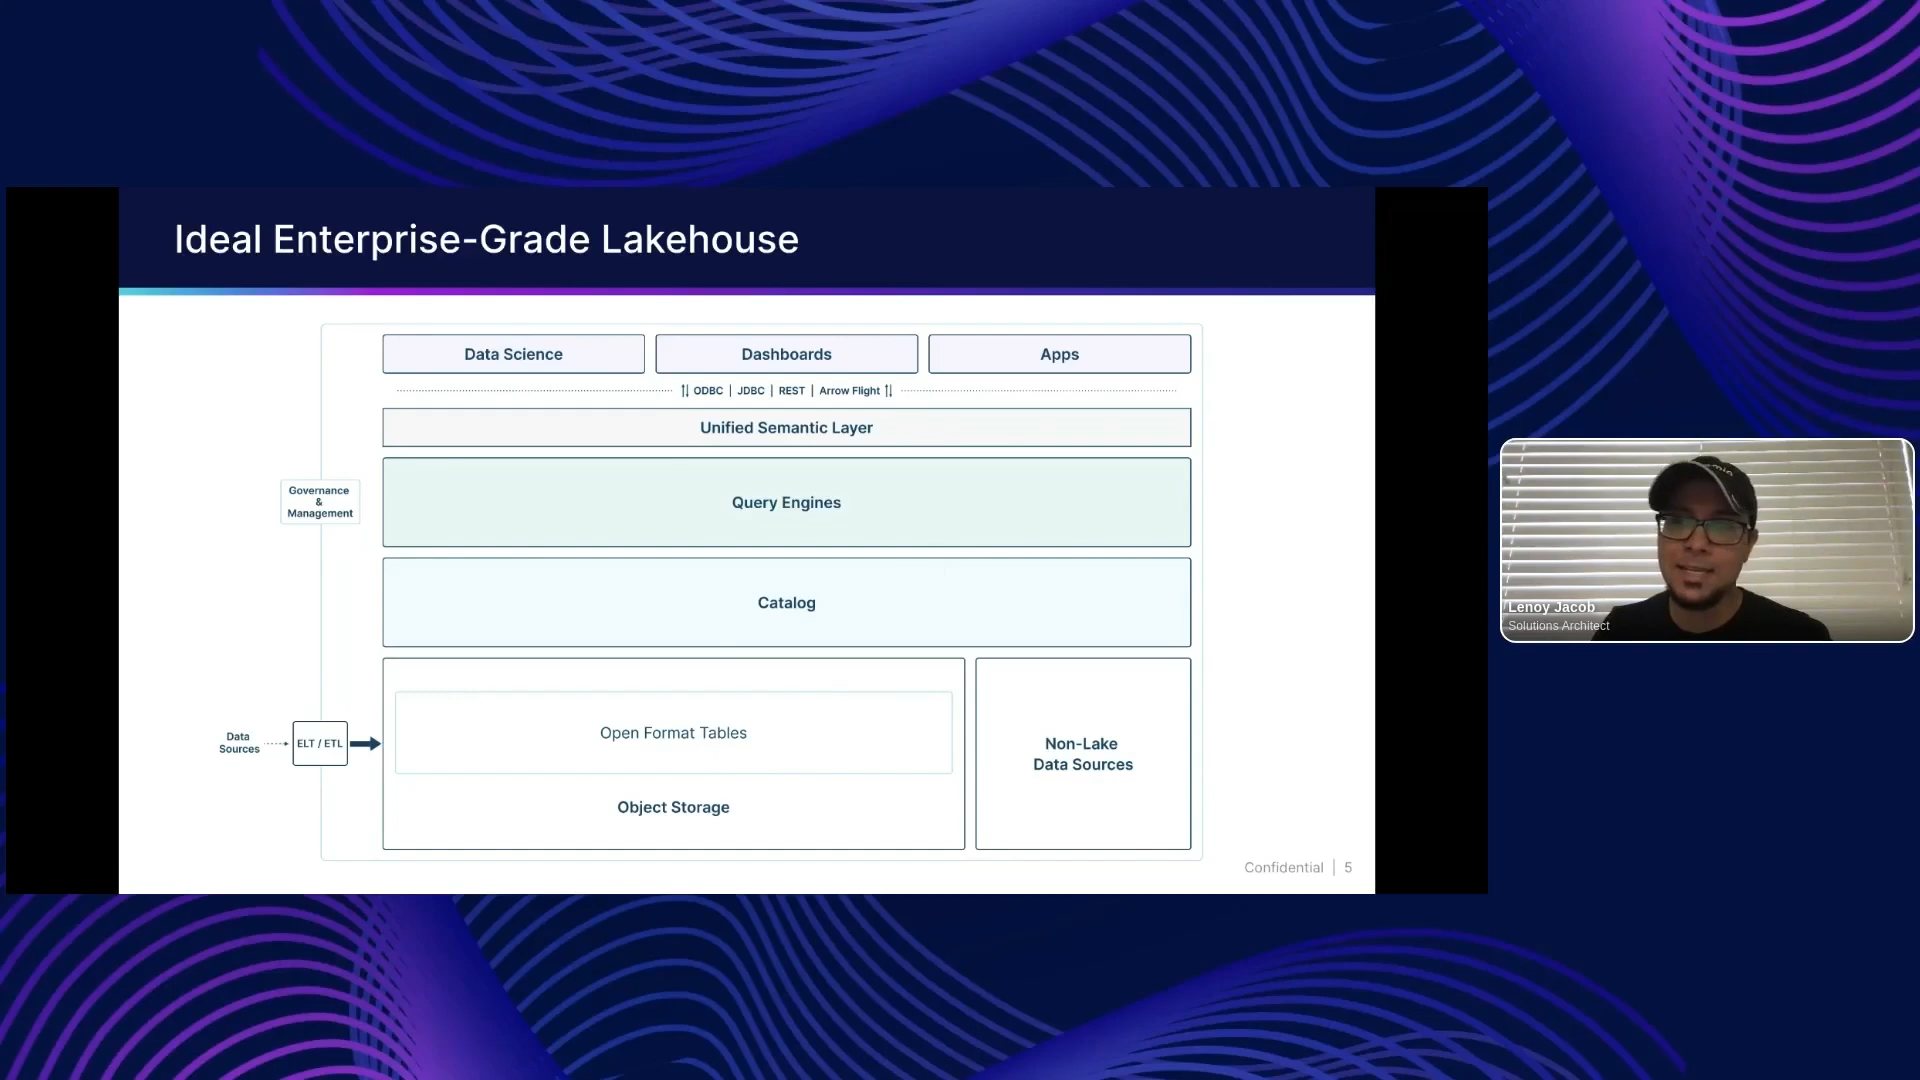 Ideal Enterprise-Grade Lakehouse
Data Science
Dashboards
Apps
ODBC | JDBC | REST | Arrow Flight
Unified Semantic Layer
Governance
&
Management
Query Engines
Catalog
Data
Sources
ELT / ETL
Open Format Tables
Object Storage
Non-Lake
Data Sources
Confidential | 5
Lenoy Jacob
Solutions Architect